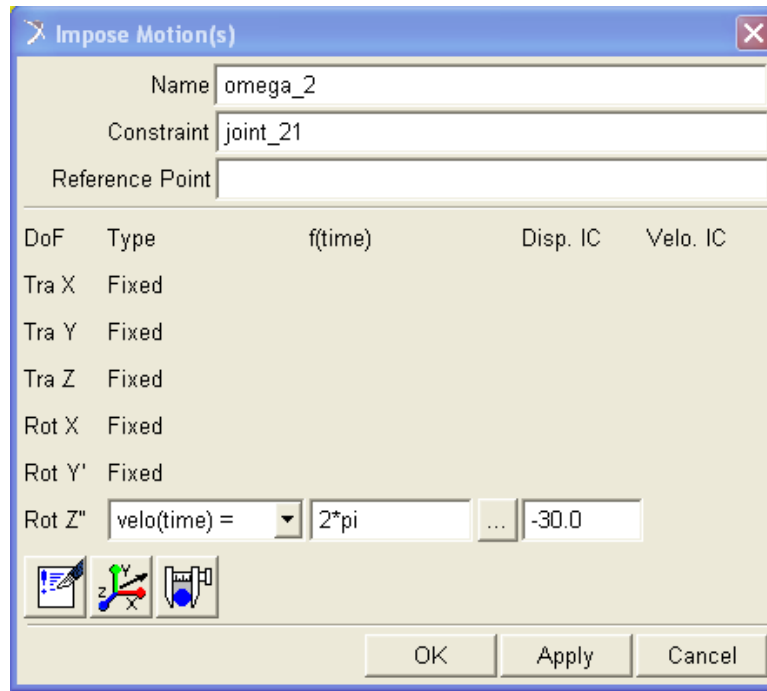 Impose Motion(s)
Name omega_2
Constraint joint_21
Reference Point
DoF Type f(time) Disp. IC Velo. IC
Tra X Fixed
Tra Y Fixed
Tra Z Fixed
Rot X Fixed
Rot Y' Fixed
Rot Z" velo(time) = 2*pi ... -30.0
Z Y X
OK Apply Cancel